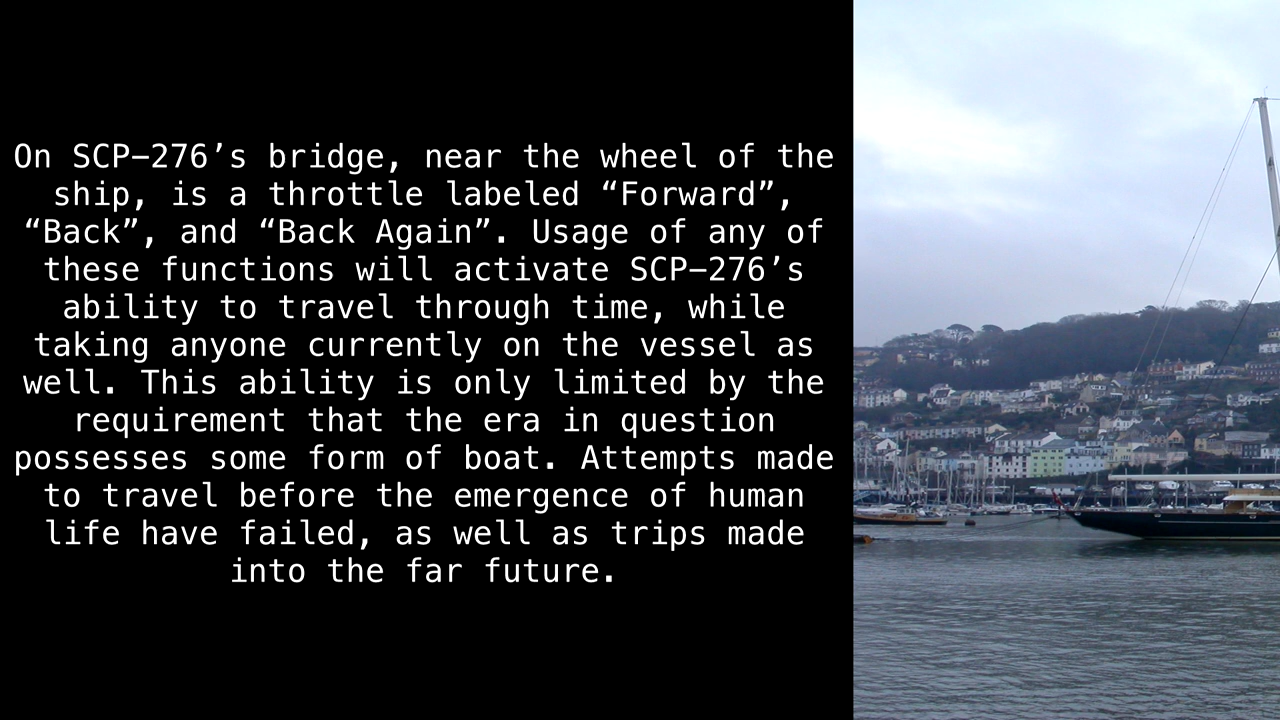 On SCP–276’s bridge, near the wheel of the
ship, is a throttle labeled “Forward”,
“Back”, and “Back Again”. Usage of any of
these functions will activate SCP–276’s
ability to travel through time, while
taking anyone currently on the vessel as
well. This ability is only limited by the
requirement that the era in question
possesses some form of boat. Attempts made
to travel before the emergence of human
life have failed, as well as trips made
into the far future.